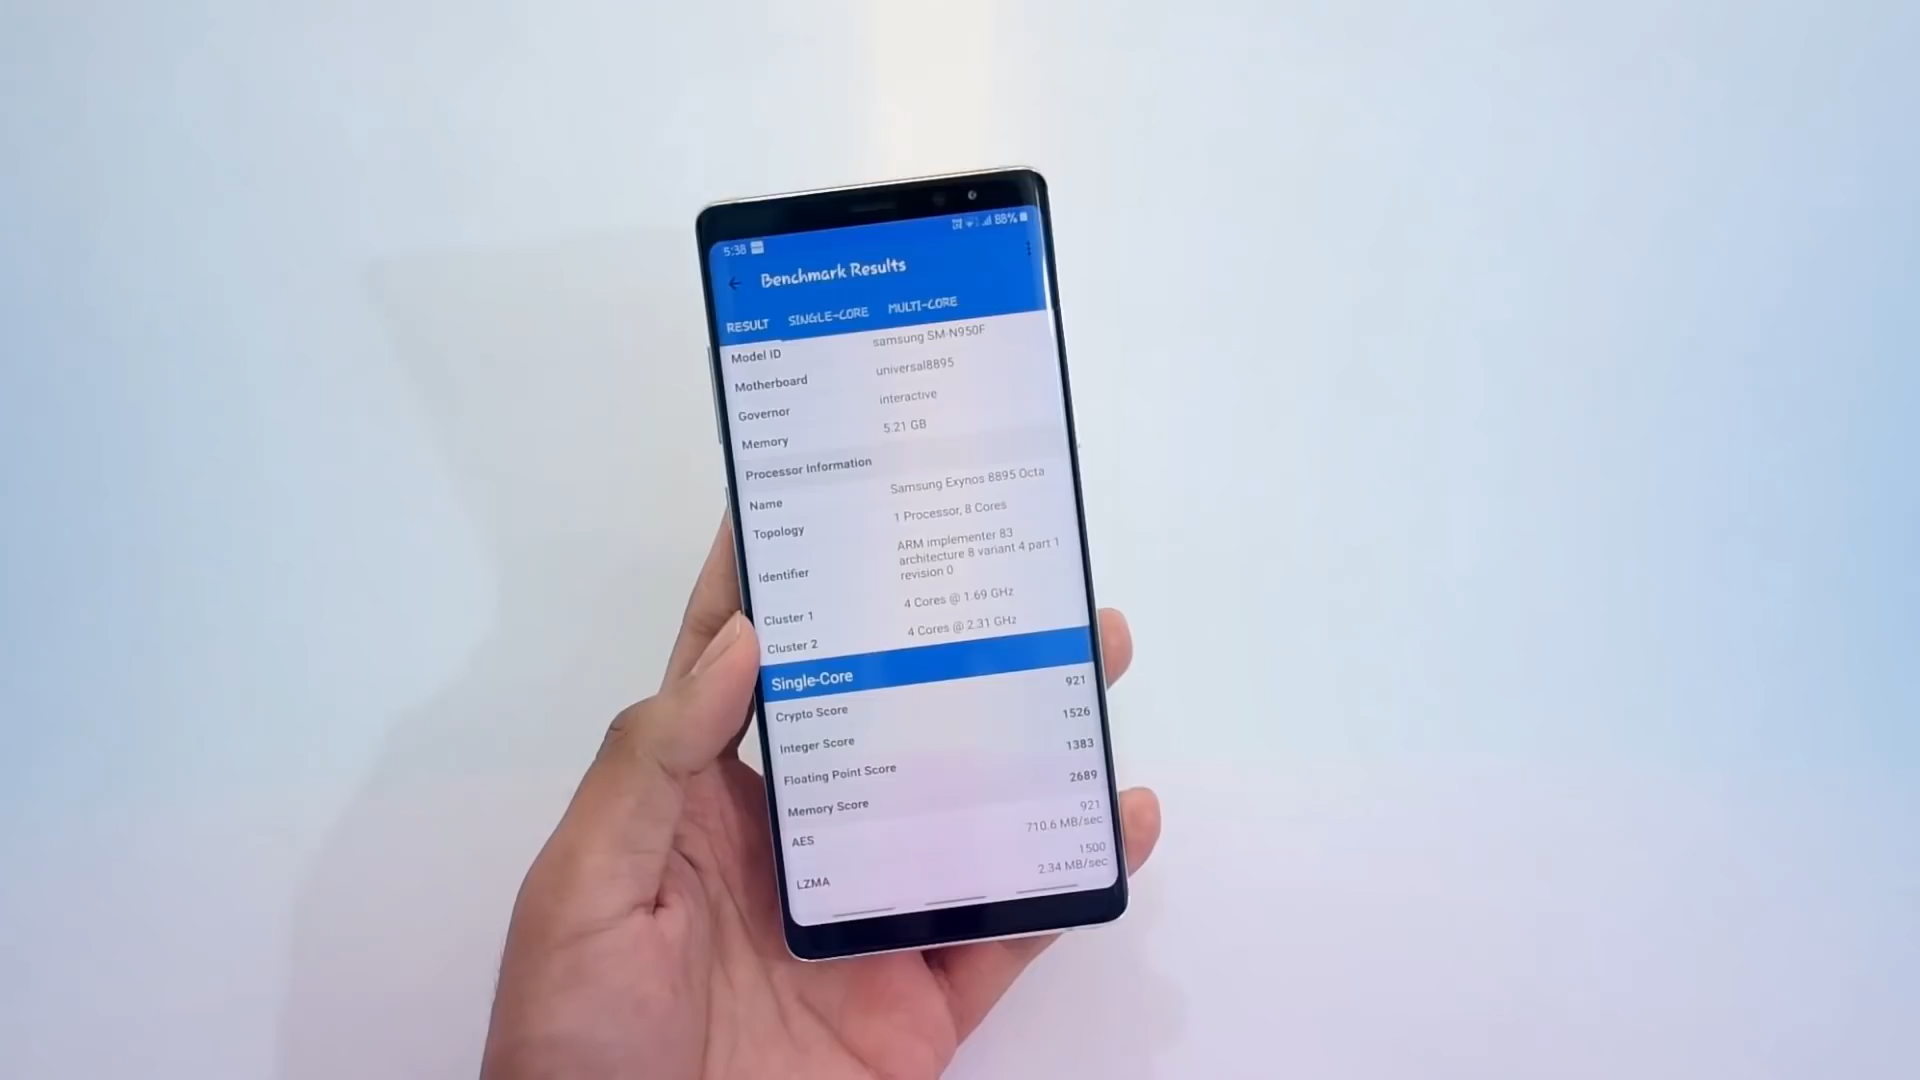 5:38 88%
Benchmark Results
RESULT SINGLE-CORE MULTI-CORE
Model ID samsung SM-N950F
Motherboard universal8895
Governor interactive
Memory 5.21 GB
Processor Information
Name Samsung Exynos 8895 Octa
Topology 1 Processor, 8 Cores
Identifier ARM implementer 83
architecture 8 variant 4 part 1
revision 0
Cluster 1 4 Cores @ 1.69 GHz
Cluster 2 4 Cores @ 2.31 GHz
Single-Core
Crypto Score 921
Integer Score 1526
Floating Point Score 1383
Memory Score 2689
AES 921
710.6 MB/sec
LZMA 1500
2.34 MB/sec